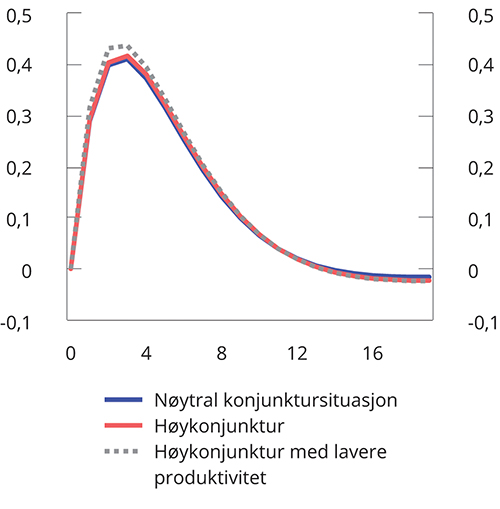 0,5 0,5
0,4 0,4
0,3 0,3
0,2 0,2
0,1 0,1
0 0
-0,1 -0,1
0 4 8 12 16
Nøytral konjunktursituasjon
Høykonjunktur
Høykonjunktur med lavere
produktivitet